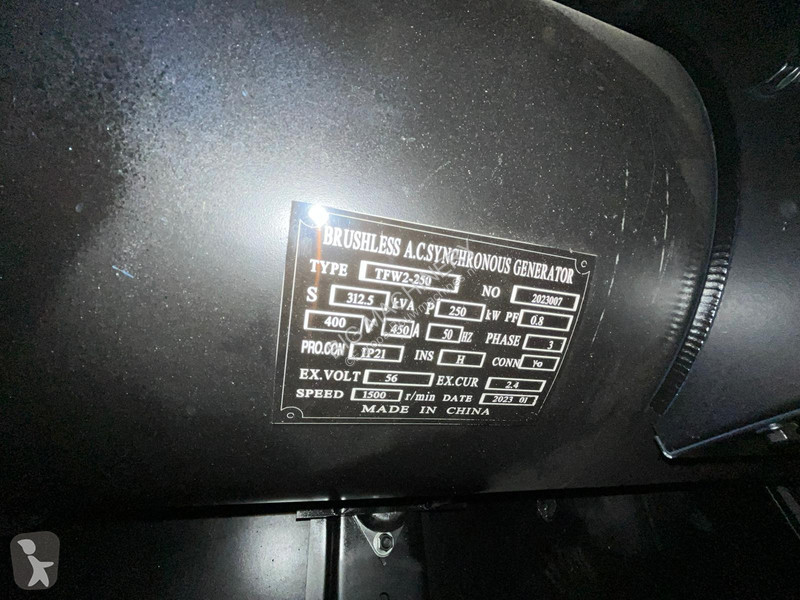 BRUSHLESS A.C.SYNCHRONOUS GENERATOR
TYPE TFW2-250 NO 2023007
S 312.5 kVA P 250 kW PF 0.8
400 V 450 A 50 HZ PHASE 3
PRO.CON IP21 INS H CONN Yo
EX.VOLT 56 EX.CUR 2.4
SPEED 1500 r/min DATE 2023 01
MADE IN CHINA